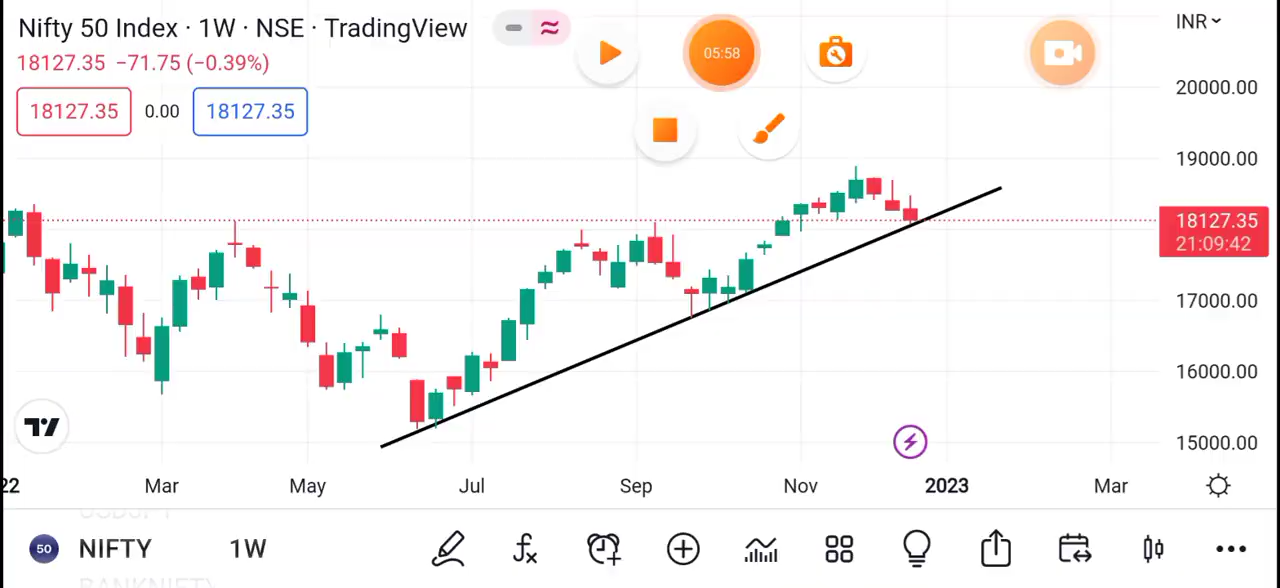 Nifty 50 Index · 1W · NSE · TradingView
INR
18127.35 −71.75 (−0.39%)
05:58
18127.35 0.00 18127.35
20000.00
19000.00
18127.35
21:09:42
17000.00
16000.00
15000.00
22 Mar May Jul Sep Nov 2023 Mar
50 NIFTY 1W
BANKNIFTY